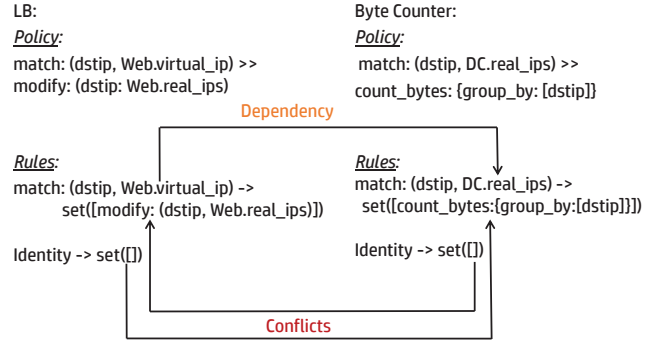 LB:
Policy:
match: (dstip, Web.virtual_ip) >>
modify: (dstip: Web.real_ips)
Byte Counter:
Policy:
match: (dstip, DC.real_ips) >>
count_bytes: {group_by: [dstip]}
Dependency
Rules:
match: (dstip, Web.virtual_ip) ->
set([modify: (dstip, Web.real_ips)])
Identity -> set([])
Rules:
match: (dstip, DC.real_ips) ->
set([count_bytes:{group_by:[dstip]}])
Identity -> set([])
Conflicts